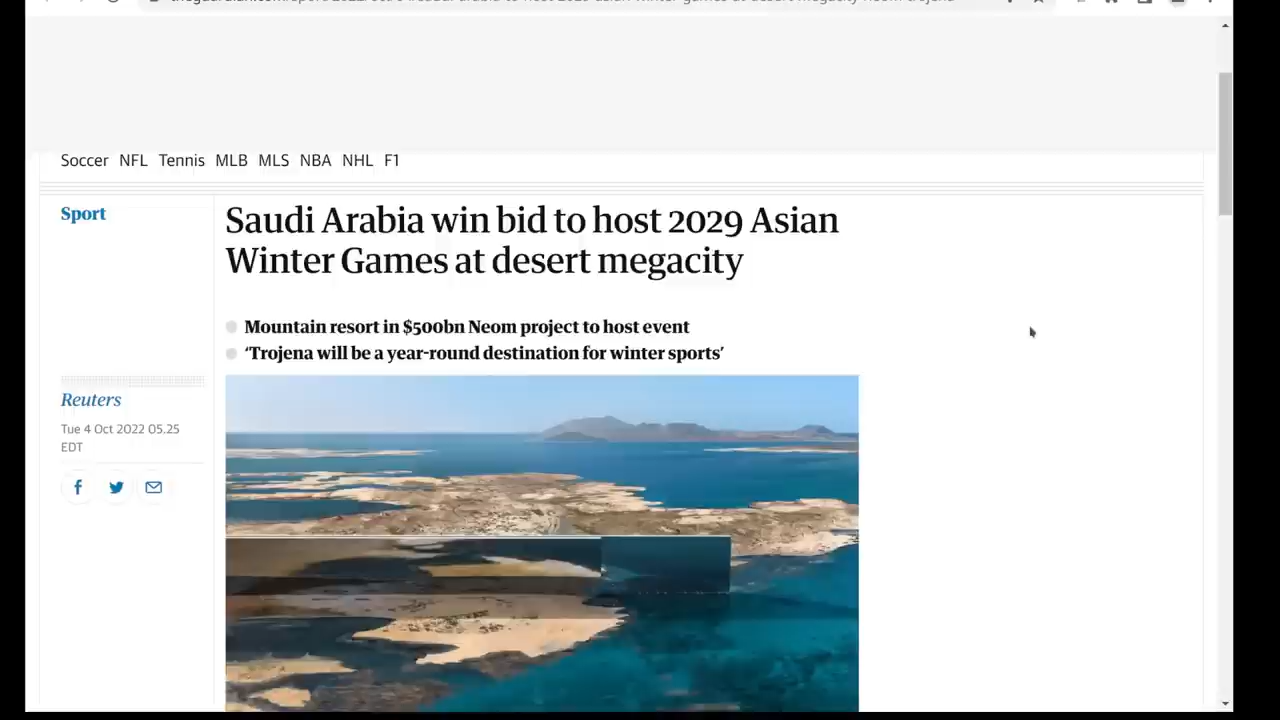 Soccer NFL Tennis MLB MLS NBA NHL F1
Sport
Saudi Arabia win bid to host 2029 Asian
Winter Games at desert megacity
Mountain resort in $500bn Neom project to host event
‘Trojena will be a year-round destination for winter sports’
Reuters
Tue 4 Oct 2022 05.25
EDT